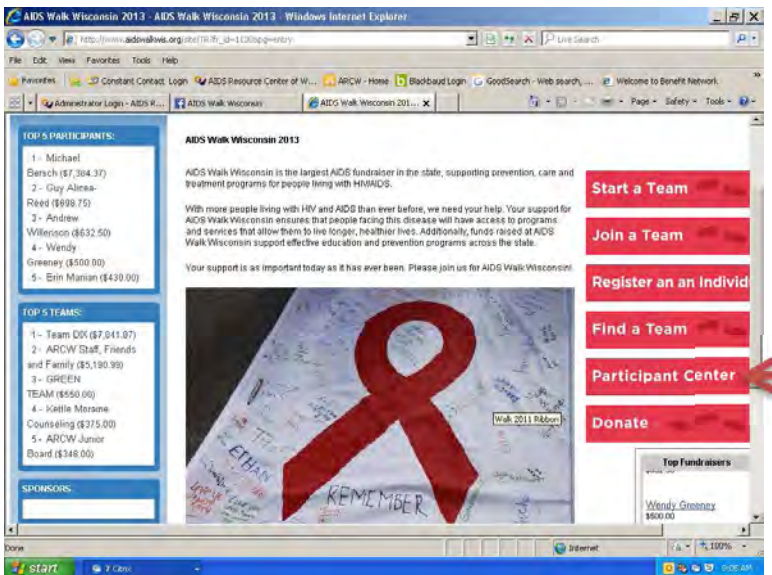 AIDS Walk Wisconsin 2013 - AIDS Walk Wisconsin 2013 - Windows Internet Explorer
Live Search
File Edit View Favorites Tools Help
Favorites Constant Contact Login AIDS Resource Center of W... ARCW - Home Blackbaud Login GoodSearch - Web search, ... Welcome to Benefit Network.
Administrator Login - AIDS R... AIDS Walk Wisconsin AIDS Walk Wisconsin 201... X Page Safety Tools
TOP 5 PARTICIPANTS:
1 - Michael
Bersch ($7,384.37)
2 - Guy
3 - Andrew
4 - Wendy
Greeney ($500.00)
5 - Erin Manian ($430.00)
TOP 5 TEAMS:
1 - Team DIX ($7,841.87)
2 - ARCW Staff, Friends
and Family ($5,190.99)
3 - GREEN
TEAM ($550.00)
4 - Kettle Moraine
Counseling ($375.00)
5 - ARCW Junior
Board ($348.00)
SPONSORS
AIDS Walk Wisconsin 2013
AIDS Walk Wisconsin is the largest AIDS fundraiser in the state, supporting prevention, care and
treatment programs for people living with HIV/AIDS.
With more people living with HIV and AIDS than ever before, we need your help. Your support for
AIDS Walk Wisconsin ensures that people facing this disease will have access to programs
and services that allow them to live longer, healthier lives. Additionally, funds raised at AIDS
Walk Wisconsin support effective education and prevention programs across the state.
Your support is as important today as it has ever been. Please join us for AIDS Walk Wisconsin!
ETHAN
REMEMBER
Walk 2011 Ribbon
Start a Team
Join a Team
Register an an Individ
Find a Team
Participant Center
Donate
Top Fundraisers
Wendy Greeney
$500.00
Done Internet 100%
start 7 Citrix 9:05 AM